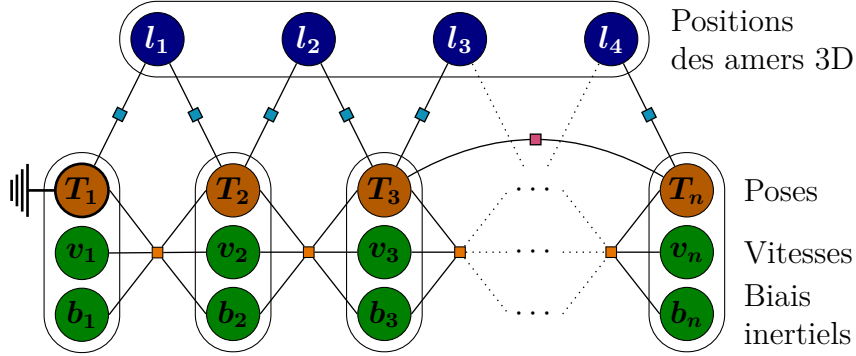 l₁ l₂ l₃ l₄ Positions
des amers 3D
T₁ T₂ T₃ ... Tₙ Poses
v₁ v₂ v₃ ... vₙ Vitesses
b₁ b₂ b₃ ... bₙ Biais
inertiels